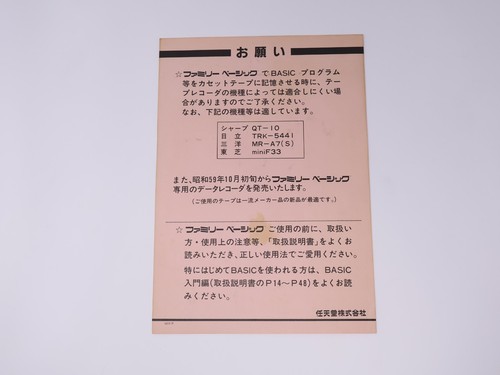 お願い
☆ファミリーベーシックでBASICプログラム
等をカセットテープに記憶させる時に、テー
プレコーダの機種によっては適合しにくい場
合がありますのでご了承ください。
なお、下記の機種等は適しています。
シャープ QT-10
日立 TRK-5441
三洋 MR-A7(S)
東芝 miniF33
また、昭和59年10月初旬からファミリーベーシック
専用のデータレコーダを発売いたします。
(ご使用のテープは一流メーカー品の新品が最適です。)
☆ファミリーベーシックご使用の前に、取扱い
方・使用上の注意等、「取扱説明書」をよくお
読みいただき、正しい使用法でご愛用ください。
特にはじめてBASICを使われる方は、BASIC
入門編(取扱説明書のP14〜P48)をよくお読
みください。
任天堂株式会社